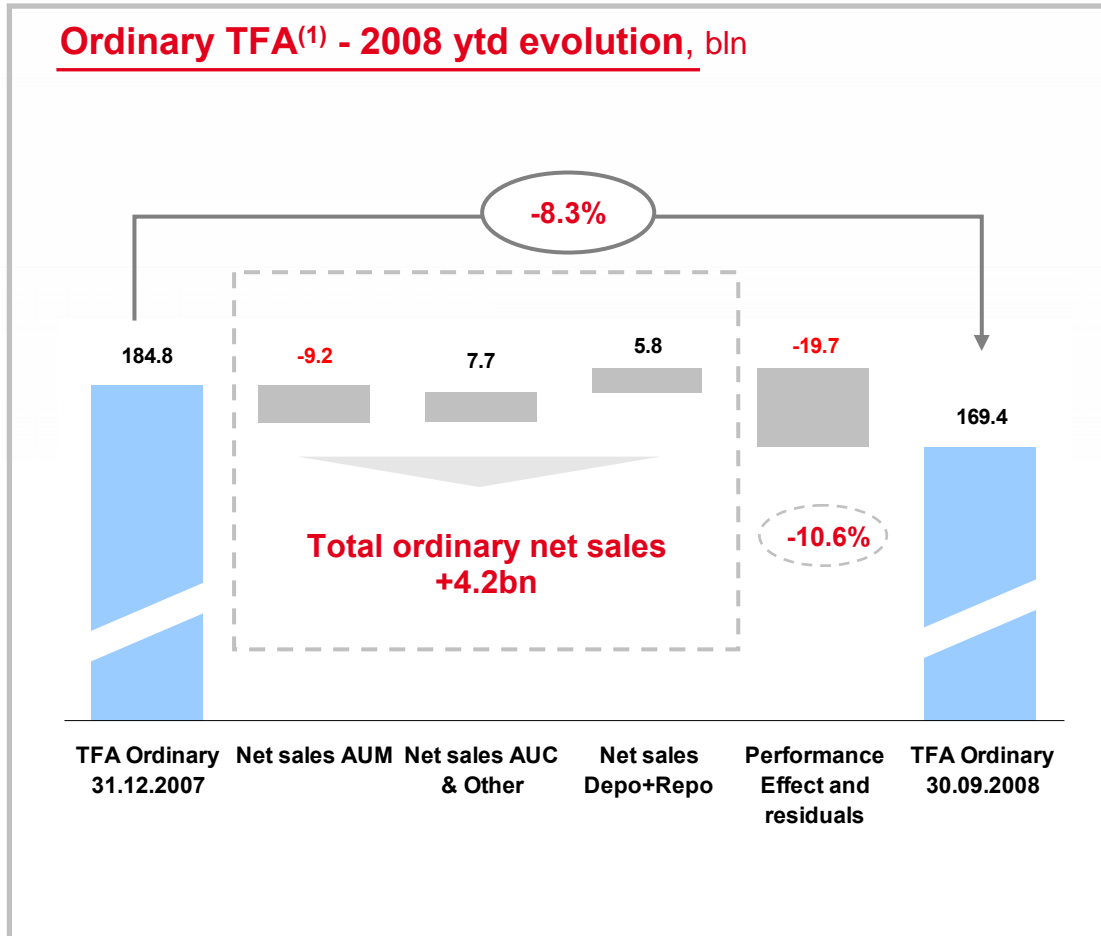 Ordinary TFA(1) - 2008 ytd evolution, bln
-8.3%
184.8
-9.2
7.7
5.8
-19.7
169.4
Total ordinary net sales
+4.2bn
-10.6%
TFA Ordinary
31.12.2007
Net sales AUM
Net sales AUC
& Other
Net sales
Depo+Repo
Performance
Effect and
residuals
TFA Ordinary
30.09.2008